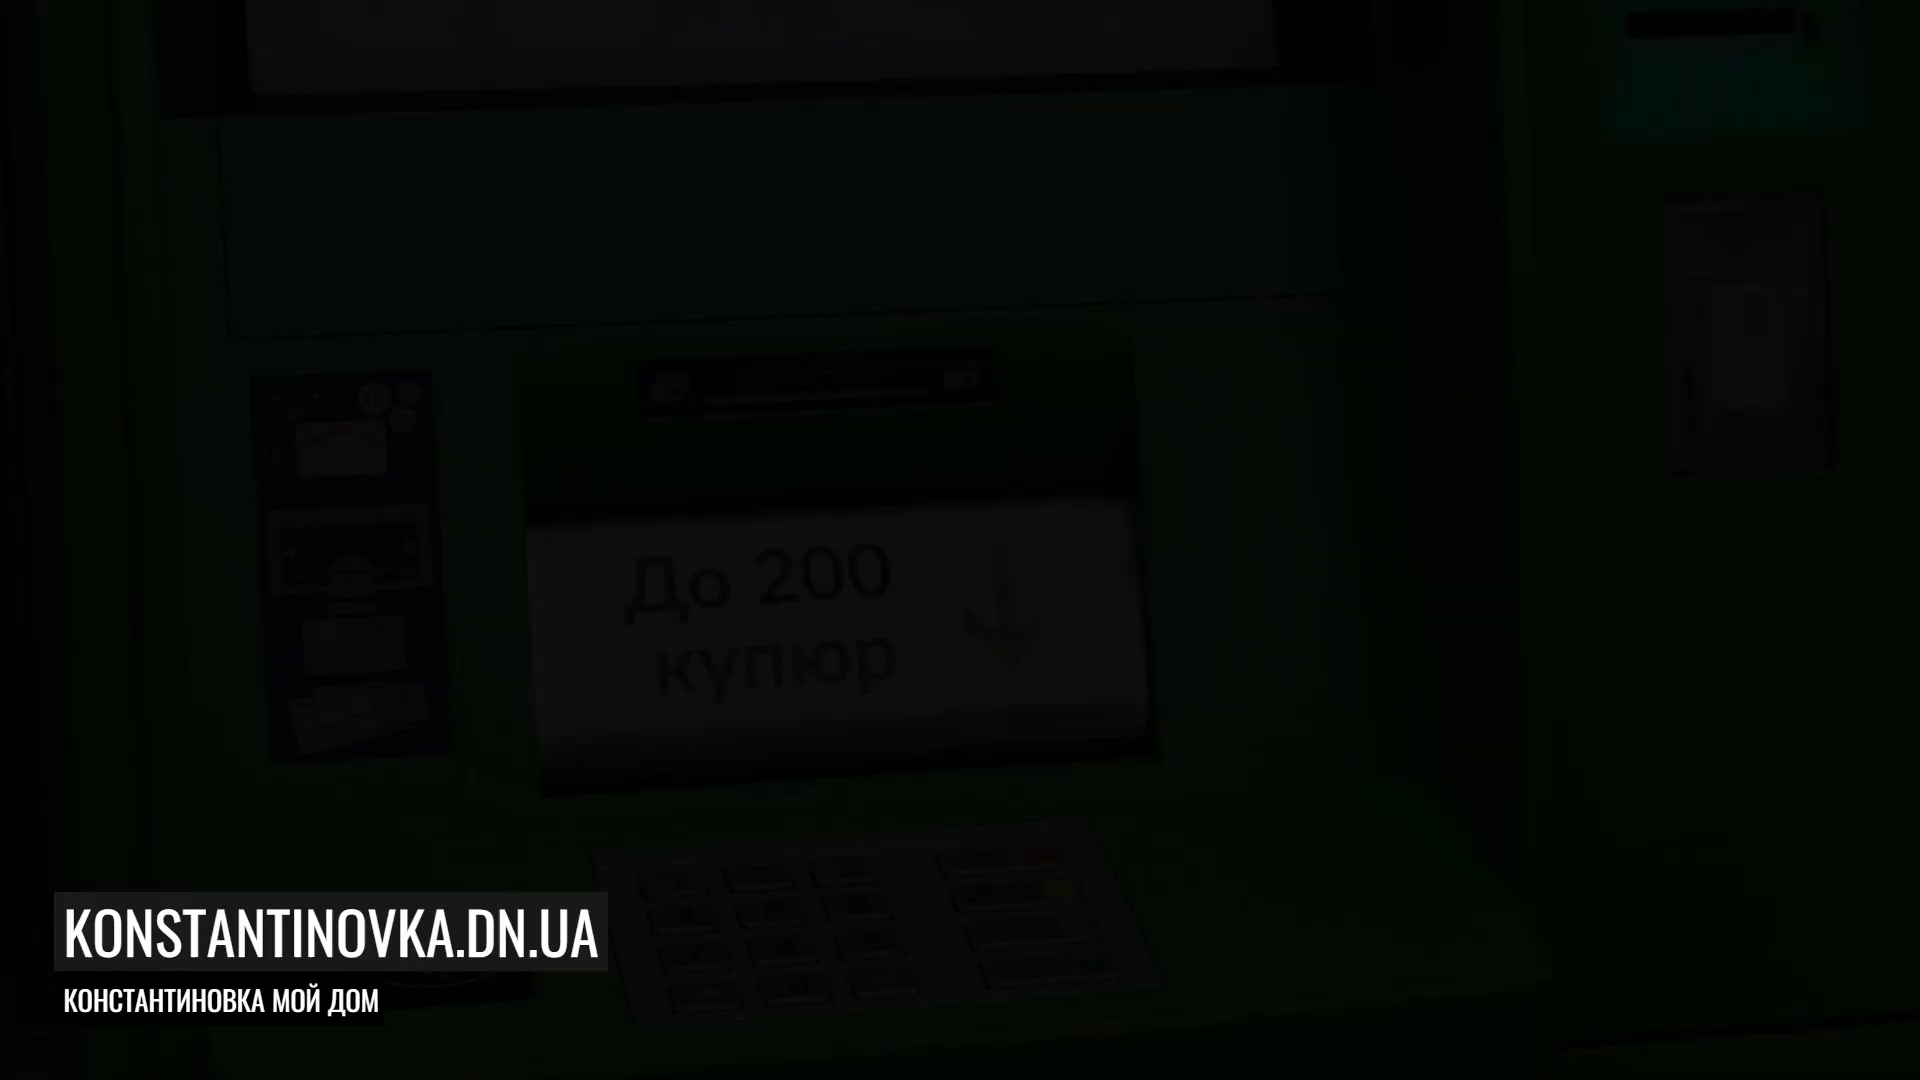 До 200
купюр
KONSTANTINOVKA.DN.UA
КОНСТАНТИНОВКА МОЙ ДОМ